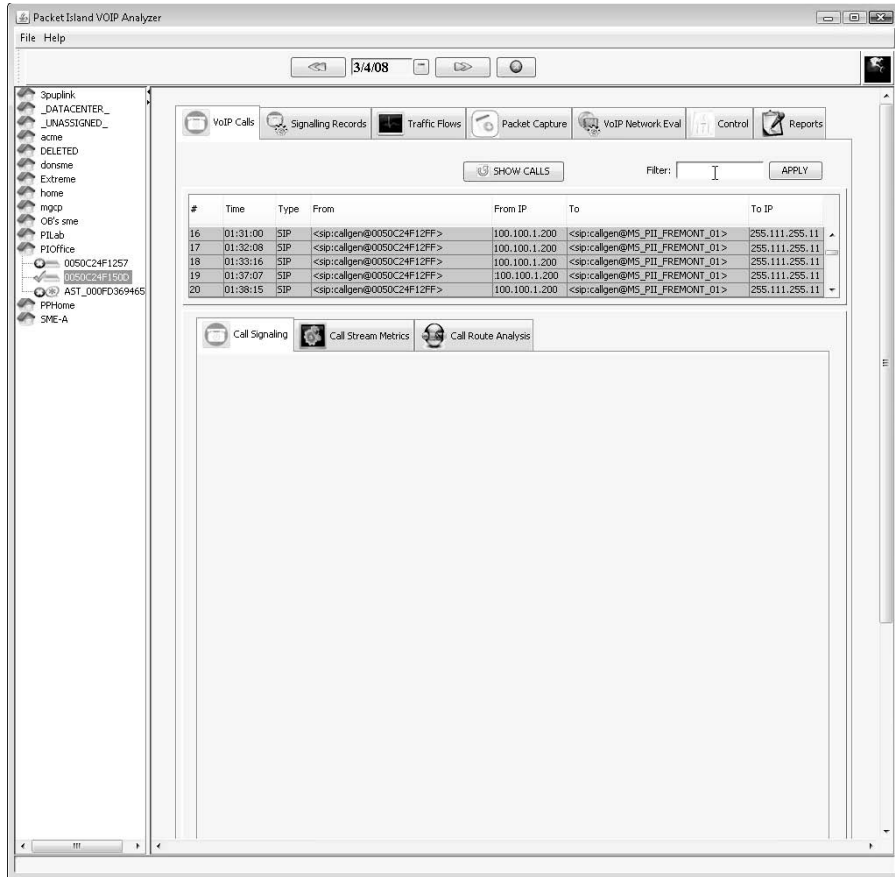 Packet Island VOIP Analyzer
File Help
3/4/08
3puplink
_DATACENTER_
_UNASSIGNED_
acme
DELETED
donsme
Extreme
home
mgcp
OB's sme
PILab
PIOffice
0050C24F1257
0050C24F150D
AST_000FD369465
PPHome
SME-A
VoIP Calls Signalling Records Traffic Flows Packet Capture VoIP Network Eval Control Reports
SHOW CALLS Filter: APPLY
# Time Type From From IP To To IP
16 01:31:00 SIP <sip:callgen@0050C24F12FF> 100.100.1.200 <sip:callgen@MS_PII_FREMONT_01> 255.111.255.11
17 01:32:08 SIP <sip:callgen@0050C24F12FF> 100.100.1.200 <sip:callgen@MS_PII_FREMONT_01> 255.111.255.11
18 01:33:16 SIP <sip:callgen@0050C24F12FF> 100.100.1.200 <sip:callgen@MS_PII_FREMONT_01> 255.111.255.11
19 01:37:07 SIP <sip:callgen@0050C24F12FF> 100.100.1.200 <sip:callgen@MS_PII_FREMONT_01> 255.111.255.11
20 01:38:15 SIP <sip:callgen@0050C24F12FF> 100.100.1.200 <sip:callgen@MS_PII_FREMONT_01> 255.111.255.11
Call Signaling Call Stream Metrics Call Route Analysis